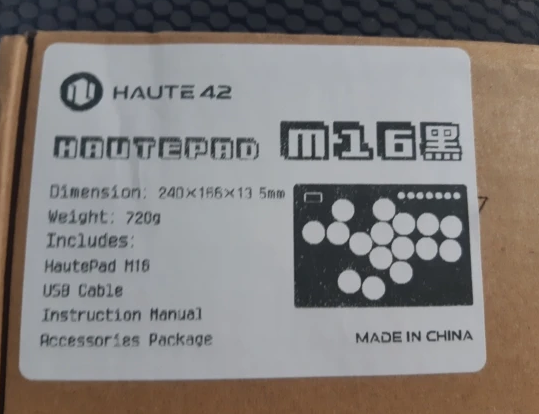 HAUTE 42
HAUTEPAD M16黑
Dimension: 240×166×13.5mm
Weight: 720g
Includes:
HautePad M16
USB Cable
Instruction Manual
Accessories Package
MADE IN CHINA